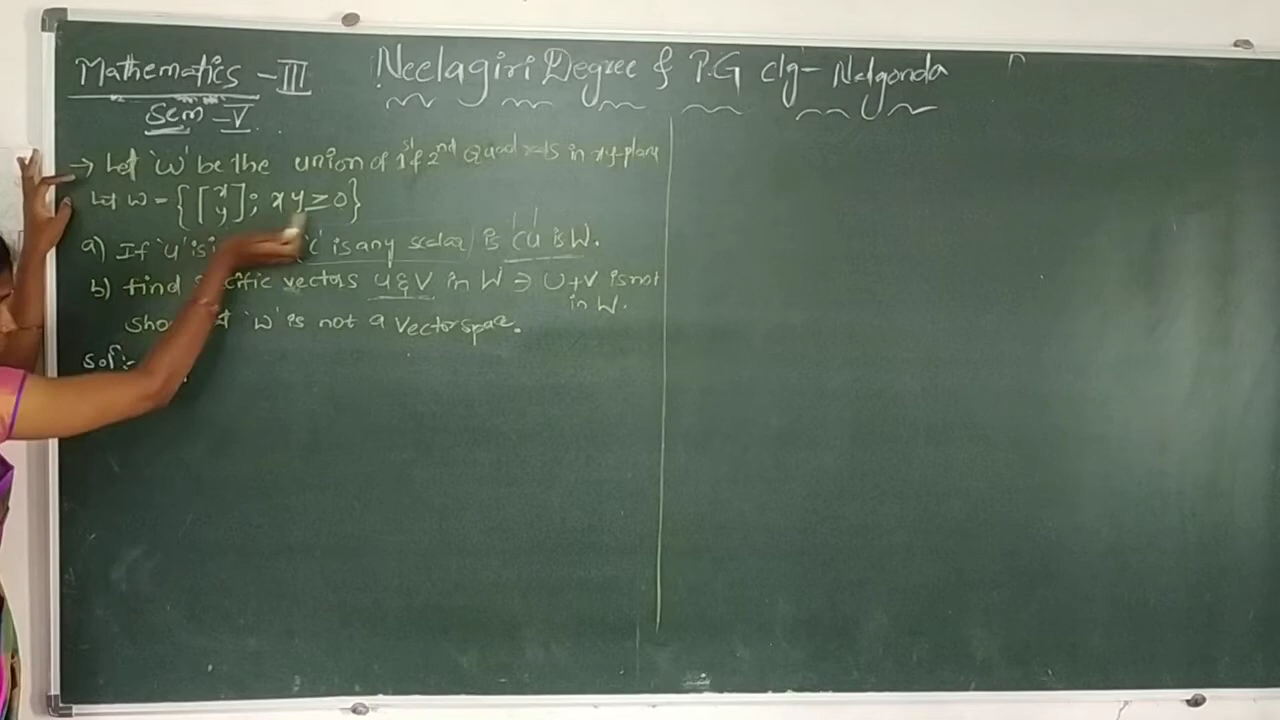 Mathematics - III
Sem - V
Neelagiri Degree & P.G clg - Nalgonda
→ Let 'W' be the union of 1st & 2nd Quadrants in xy-plane
Let W = { [x y]; xy ≥ 0 }
a) If 'u' is 'c' is any scalar is cu is W.
b) find vectors u & v in W ∋ u+v is not in W.
'W' is not a Vector space.
Sol:-